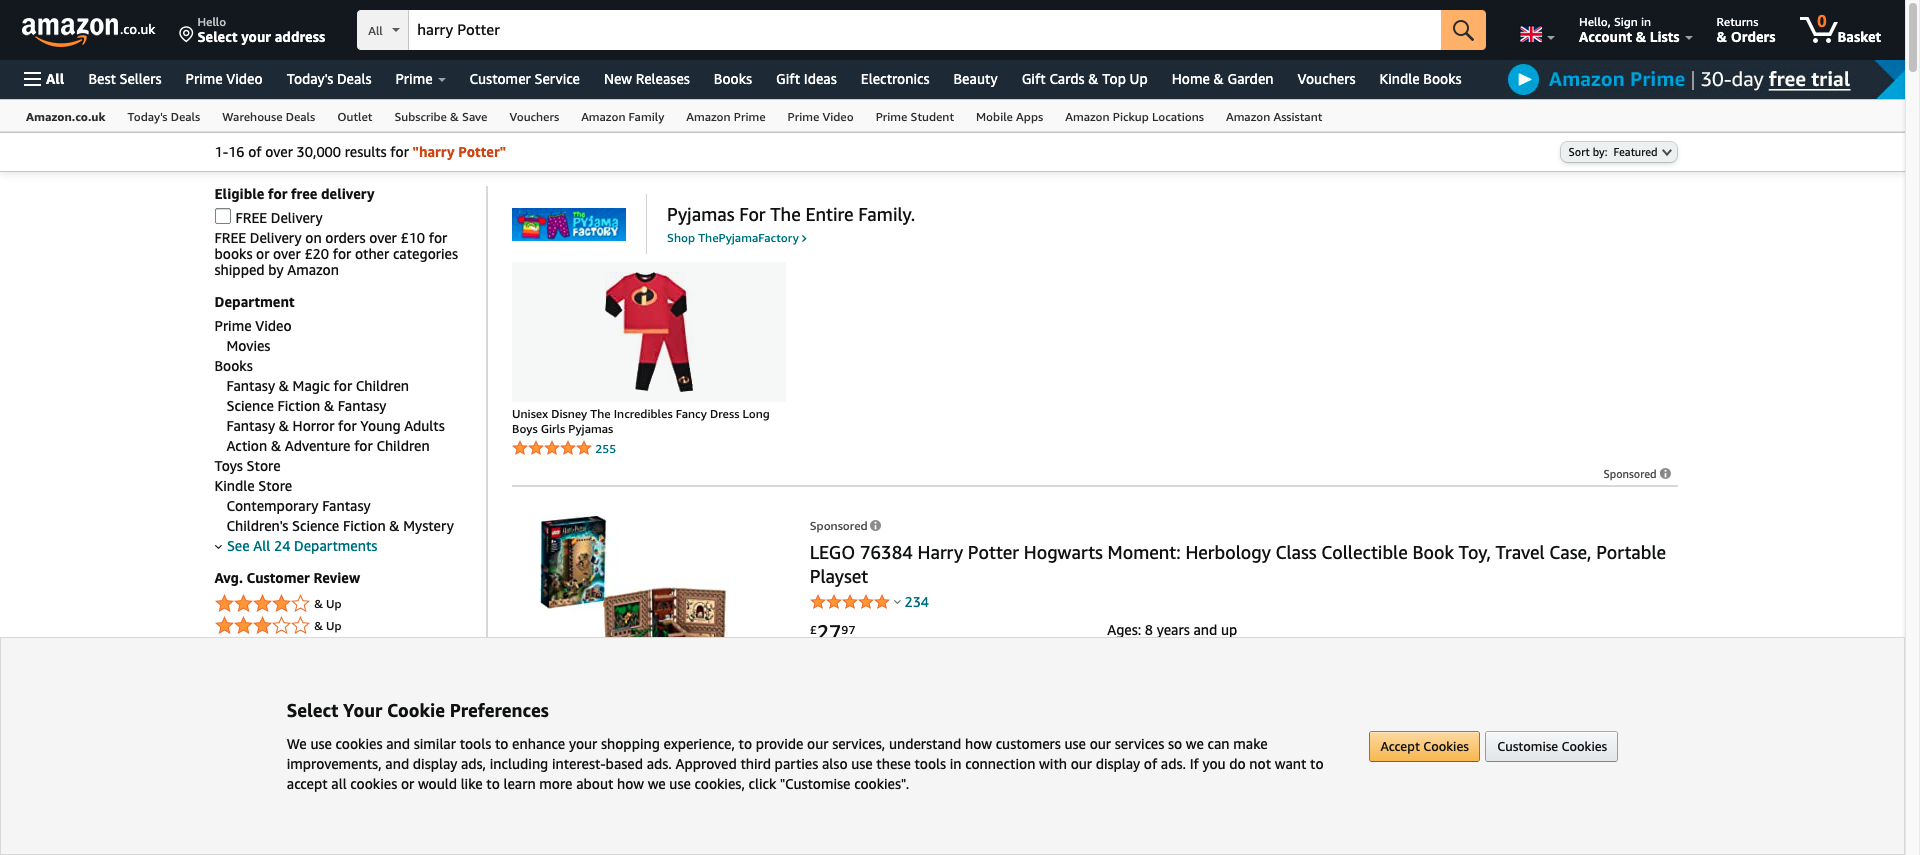 amazon.co.uk
Hello
Select your address
All
harry Potter
Hello, Sign in
Account & Lists
Returns
& Orders
0
Basket
All
Best Sellers
Prime Video
Today's Deals
Prime
Customer Service
New Releases
Books
Gift Ideas
Electronics
Beauty
Gift Cards & Top Up
Home & Garden
Vouchers
Kindle Books
Amazon Prime | 30-day free trial
Amazon.co.uk
Today's Deals
Warehouse Deals
Outlet
Subscribe & Save
Vouchers
Amazon Family
Amazon Prime
Prime Video
Prime Student
Mobile Apps
Amazon Pickup Locations
Amazon Assistant
1-16 of over 30,000 results for "harry Potter"
Sort by: Featured
Eligible for free delivery
FREE Delivery
FREE Delivery on orders over £10 for
books or over £20 for other categories
shipped by Amazon
Department
Prime Video
Movies
Books
Fantasy & Magic for Children
Science Fiction & Fantasy
Fantasy & Horror for Young Adults
Action & Adventure for Children
Toys Store
Kindle Store
Contemporary Fantasy
Children's Science Fiction & Mystery
See All 24 Departments
Avg. Customer Review
& Up
& Up
The
PYJAMA
FACTORY
Pyjamas For The Entire Family.
Shop ThePyjamaFactory ›
Unisex Disney The Incredibles Fancy Dress Long
Boys Girls Pyjamas
255
Sponsored
Sponsored
LEGO 76384 Harry Potter Hogwarts Moment: Herbology Class Collectible Book Toy, Travel Case, Portable
Playset
234
£27.97
Ages: 8 years and up
Select Your Cookie Preferences
We use cookies and similar tools to enhance your shopping experience, to provide our services, understand how customers use our services so we can make
improvements, and display ads, including interest-based ads. Approved third parties also use these tools in connection with our display of ads. If you do not want to
accept all cookies or would like to learn more about how we use cookies, click "Customise cookies".
Accept Cookies
Customise Cookies